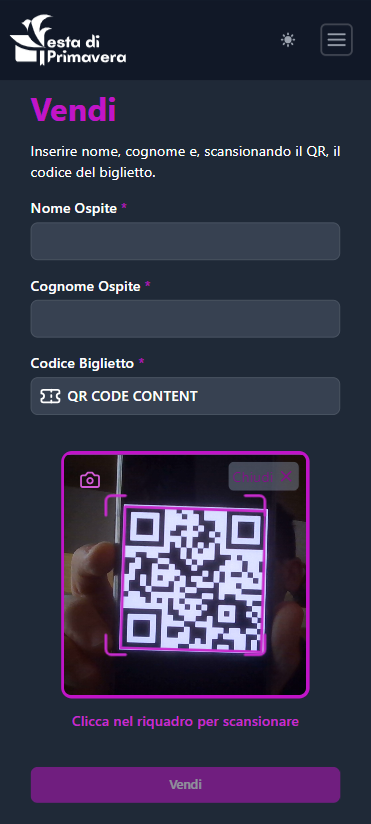 Festa di
Primavera
Vendi
Inserire nome, cognome e, scansionando il QR, il
codice del biglietto.
Nome Ospite *
Cognome Ospite *
Codice Biglietto *
QR CODE CONTENT
Chiudi
Clicca nel riquadro per scansionare
Vendi